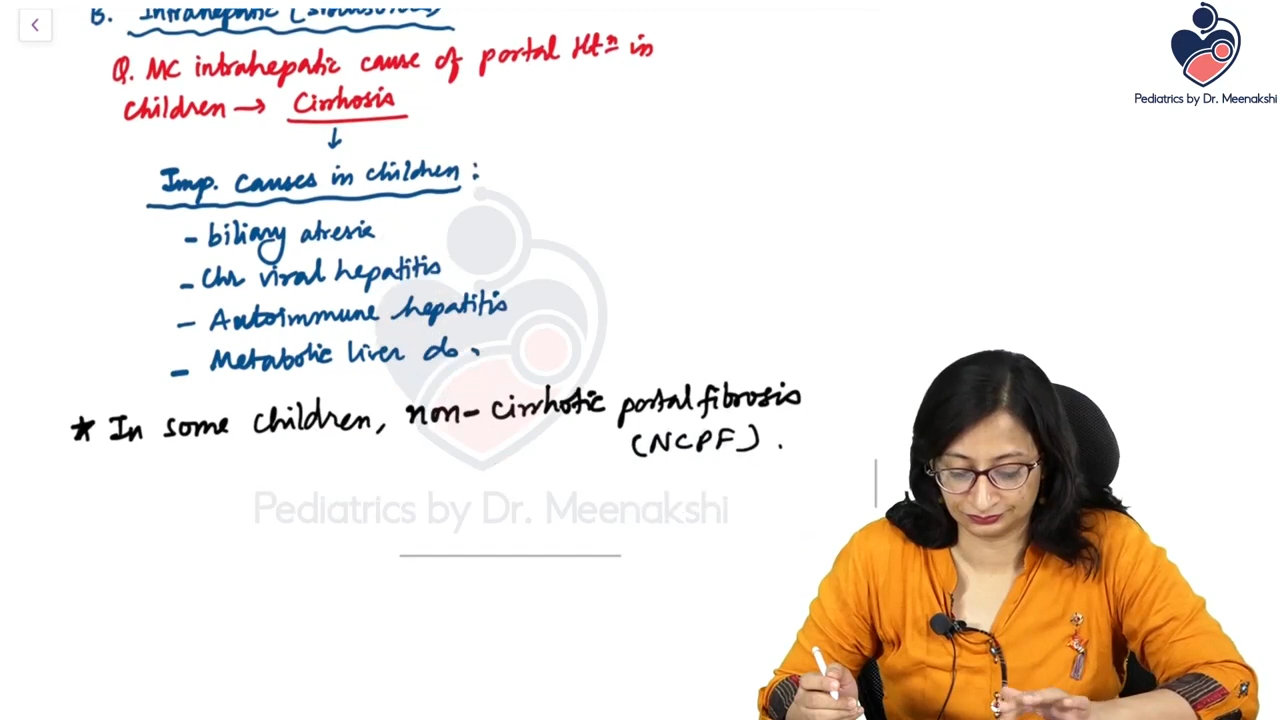 B. Intrahepatic (sinusoidal)
Q. MC intrahepatic cause of portal Htⁿ in
children → Cirrhosis
↓
Imp. causes in children :
- biliary atresia
- Chr viral hepatitis
- Autoimmune hepatitis
- Metabolic liver ds.
* In some children, non-cirrhotic portal fibrosis
(NCPF).
Pediatrics by Dr. Meenakshi
Pediatrics by Dr. Meenakshi